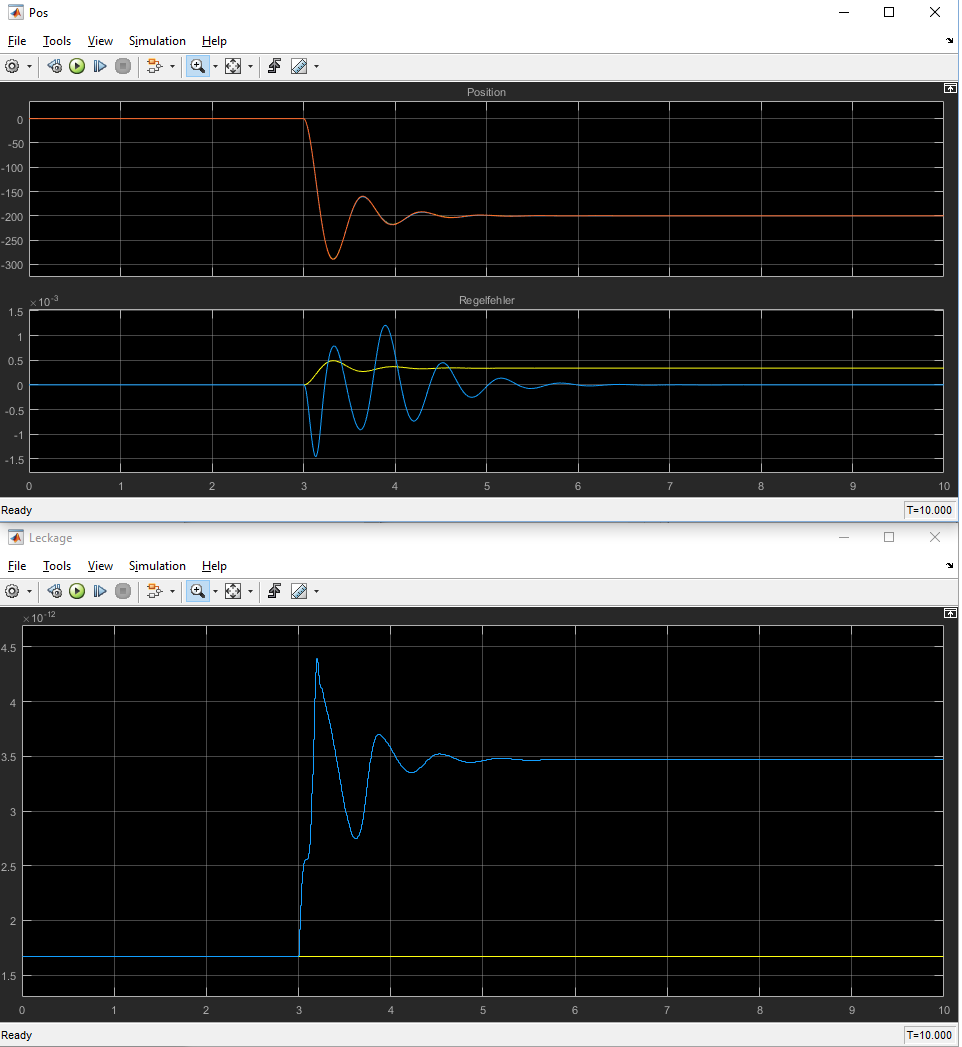 Pos
File Tools View Simulation Help
Position
0
-50
-100
-150
-200
-250
-300
×10^-3
Regelfehler
1.5
1
0.5
0
-0.5
-1
-1.5
0 1 2 3 4 5 6 7 8 9 10
Ready T=10.000
Leckage
File Tools View Simulation Help
×10^-12
4.5
4
3.5
3
2.5
2
1.5
0 1 2 3 4 5 6 7 8 9 10
Ready T=10.000